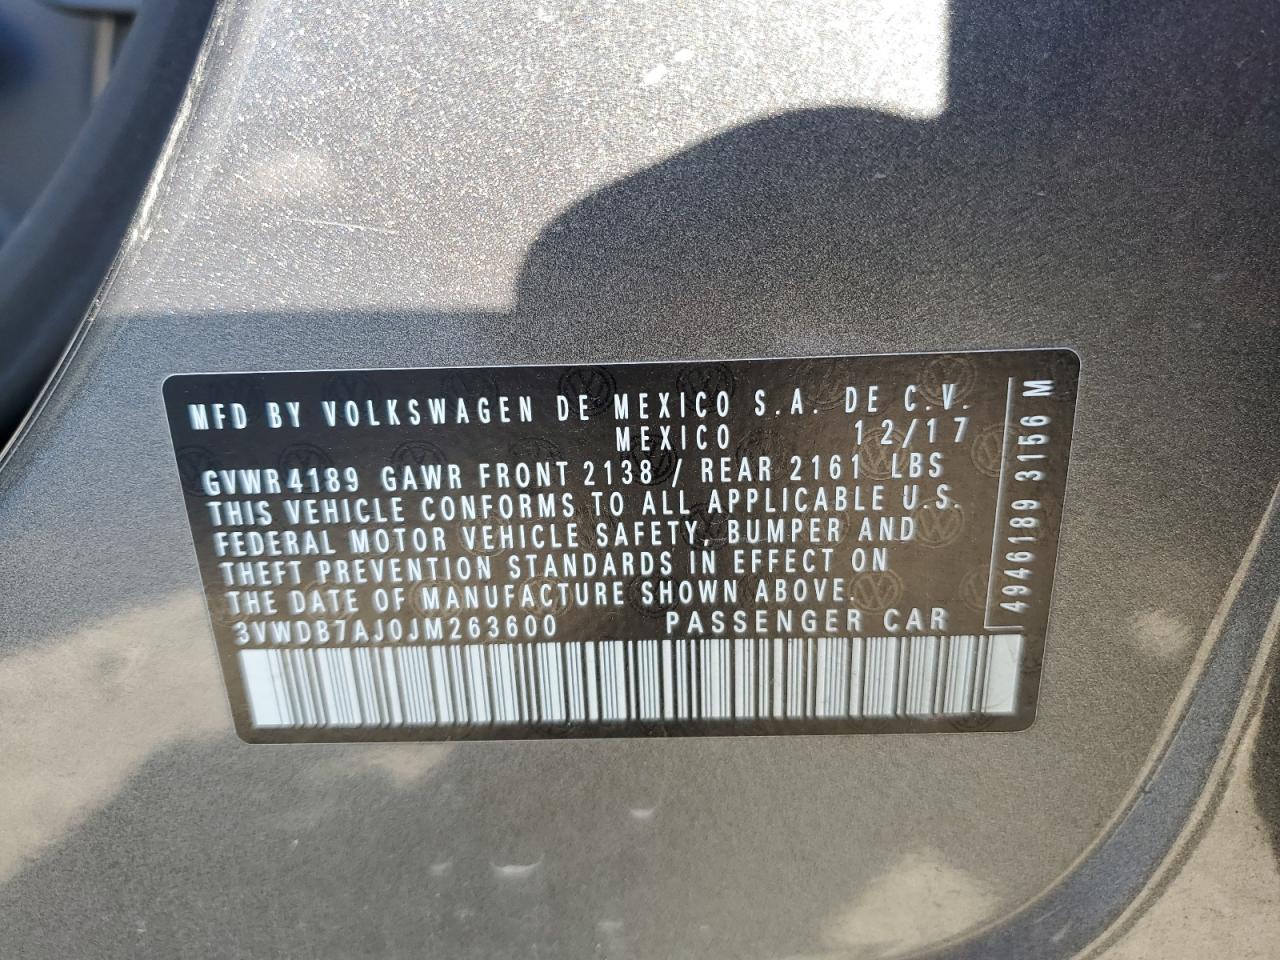 MFD BY VOLKSWAGEN DE MEXICO S.A. DE C.V.
MEXICO 12/17
GVWR 4189 GAWR FRONT 2138 / REAR 2161 LBS
THIS VEHICLE CONFORMS TO ALL APPLICABLE U.S.
FEDERAL MOTOR VEHICLE SAFETY, BUMPER AND
THEFT PREVENTION STANDARDS IN EFFECT ON
THE DATE OF MANUFACTURE SHOWN ABOVE.
3VWDB7AJ0JM263600 PASSENGER CAR
4946189 3156 M